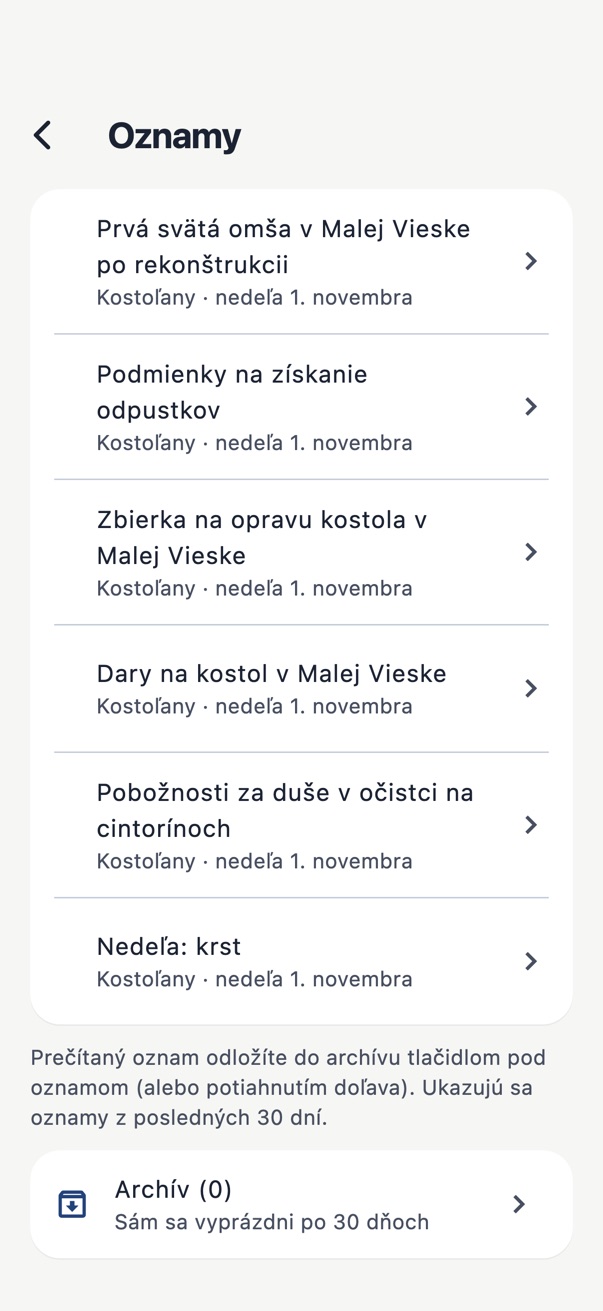 Oznamy
Prvá svätá omša v Malej Vieske
po rekonštrukcii
Kostoľany · nedeľa 1. novembra
Podmienky na získanie
odpustkov
Kostoľany · nedeľa 1. novembra
Zbierka na opravu kostola v
Malej Vieske
Kostoľany · nedeľa 1. novembra
Dary na kostol v Malej Vieske
Kostoľany · nedeľa 1. novembra
Pobožnosti za duše v očistci na
cintorínoch
Kostoľany · nedeľa 1. novembra
Nedeľa: krst
Kostoľany · nedeľa 1. novembra
Prečítaný oznam odložíte do archívu tlačidlom pod
oznamom (alebo potiahnutím doľava). Ukazujú sa
oznamy z posledných 30 dní.
Archív (0)
Sám sa vyprázdni po 30 dňoch